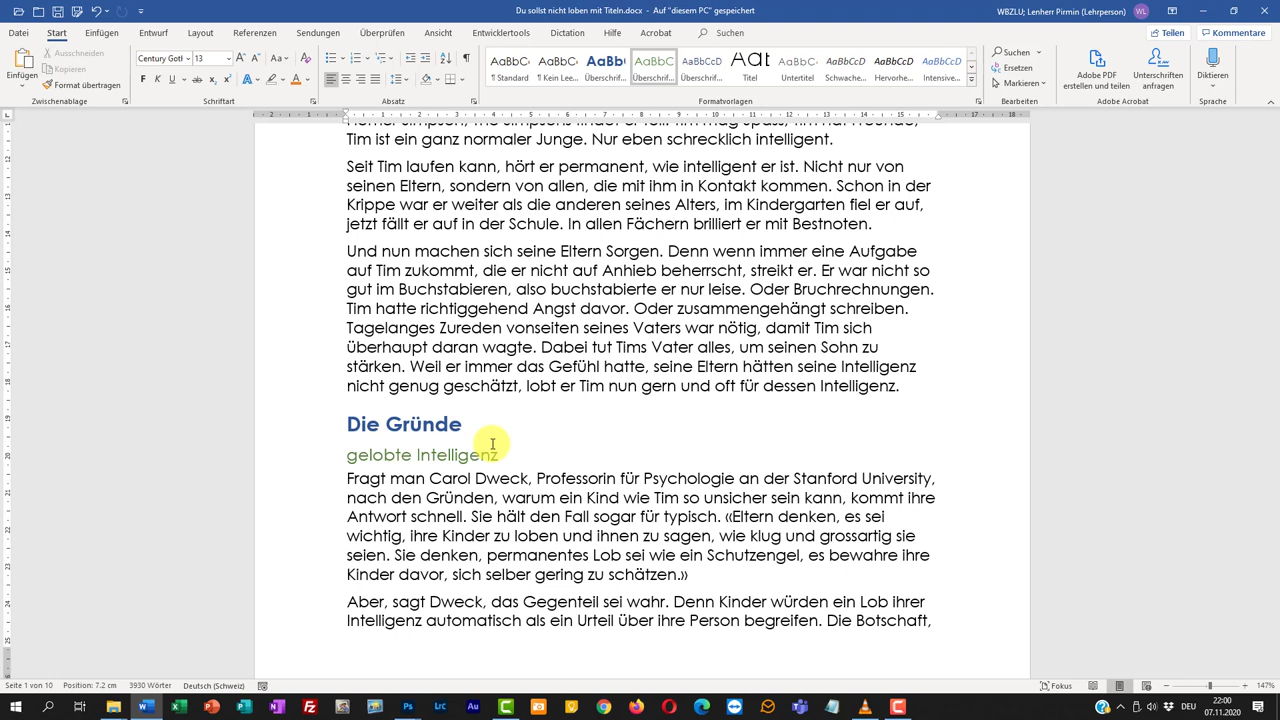 Du sollst nicht loben mit Titeln.docx - Auf "diesem PC" gespeichert
WBZLU; Lenherr Pirmin (Lehrperson) WL
Datei Start Einfügen Entwurf Layout Referenzen Sendungen Überprüfen Ansicht Entwicklertools Dictation Hilfe Acrobat Suchen Teilen Kommentare
Einfügen
Ausschneiden
Kopieren
Format übertragen
Century Gotl 13
AaBbC AaBbC AaBb( AaBbC AaBbCcD AaBbC AaBbCcD AaBbCcD AaBbCcD
¶ Standard ¶ Kein Lee... Überschrif... Überschrif... Überschrif... Titel Untertitel Schwache... Hervorhe... Intensive...
Suchen
Ersetzen
Markieren
Adobe PDF erstellen und teilen
Unterschriften anfragen
Diktieren
Zwischenablage Schriftart Absatz Formatvorlagen Bearbeiten Adobe Acrobat Sprache
Tim ist ein ganz normaler Junge. Nur eben schrecklich intelligent.
Seit Tim laufen kann, hört er permanent, wie intelligent er ist. Nicht nur von
seinen Eltern, sondern von allen, die mit ihm in Kontakt kommen. Schon in der
Krippe war er weiter als die anderen seines Alters, im Kindergarten fiel er auf,
jetzt fällt er auf in der Schule. In allen Fächern brilliert er mit Bestnoten.
Und nun machen sich seine Eltern Sorgen. Denn wenn immer eine Aufgabe
auf Tim zukommt, die er nicht auf Anhieb beherrscht, streikt er. Er war nicht so
gut im Buchstabieren, also buchstabierte er nur leise. Oder Bruchrechnungen.
Tim hatte richtiggehend Angst davor. Oder zusammengehängt schreiben.
Tagelanges Zureden vonseiten seines Vaters war nötig, damit Tim sich
überhaupt daran wagte. Dabei tut Tims Vater alles, um seinen Sohn zu
stärken. Weil er immer das Gefühl hatte, seine Eltern hätten seine Intelligenz
nicht genug geschätzt, lobt er Tim nun gern und oft für dessen Intelligenz.
Die Gründe
gelobte Intelligenz
Fragt man Carol Dweck, Professorin für Psychologie an der Stanford University,
nach den Gründen, warum ein Kind wie Tim so unsicher sein kann, kommt ihre
Antwort schnell. Sie hält den Fall sogar für typisch. «Eltern denken, es sei
wichtig, ihre Kinder zu loben und ihnen zu sagen, wie klug und grossartig sie
seien. Sie denken, permanentes Lob sei wie ein Schutzengel, es bewahre ihre
Kinder davor, sich selber gering zu schätzen.»
Aber, sagt Dweck, das Gegenteil sei wahr. Denn Kinder würden ein Lob ihrer
Intelligenz automatisch als ein Urteil über ihre Person begreifen. Die Botschaft,
Seite 1 von 10 Position: 7.2 cm 3930 Wörter Deutsch (Schweiz) Fokus 147%
DEU 22:00
07.11.2020